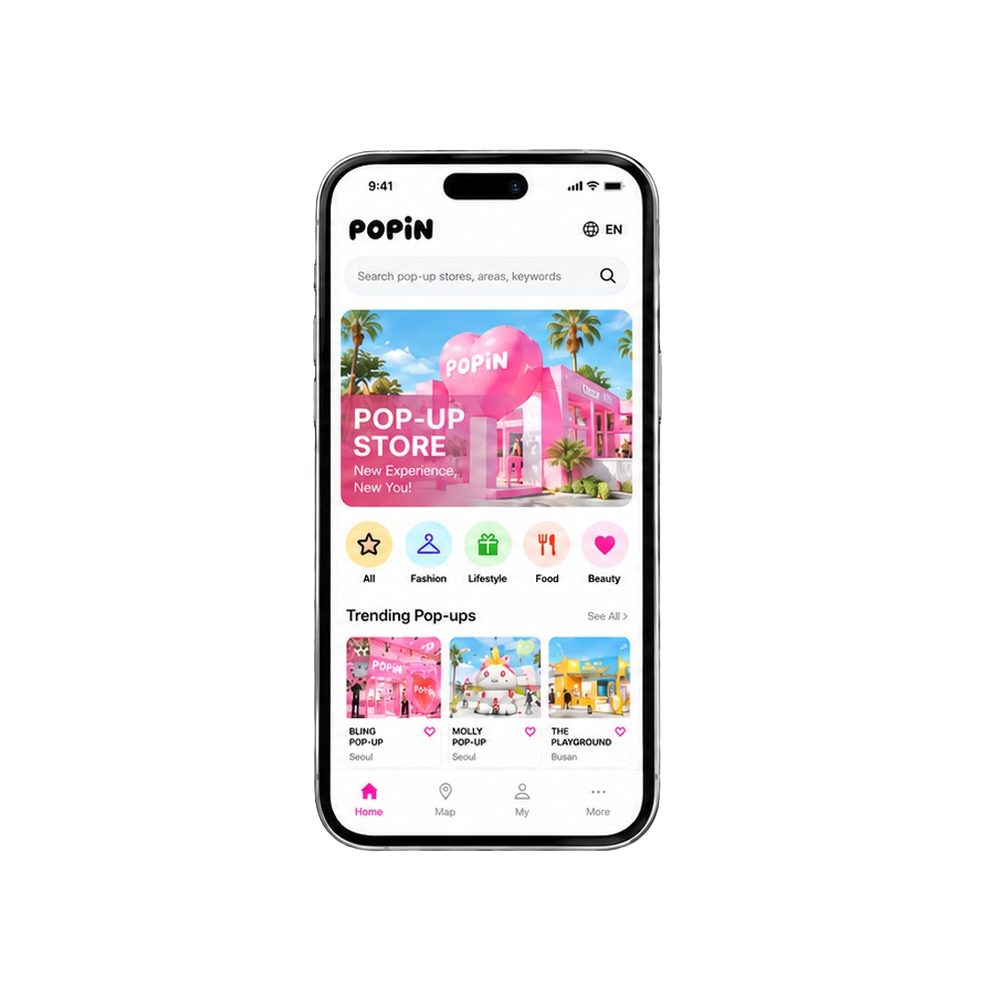 9:41
POPiN
EN
Search pop-up stores, areas, keywords
POPiN
POP-UP
STORE
New Experience,
New You!
All
Fashion
Lifestyle
Food
Beauty
Trending Pop-ups
See All >
POPiN
POPiN
BLING
POP-UP
Seoul
MOLLY
POP-UP
Seoul
THE
PLAYGROUND
Busan
Home
Map
My
More